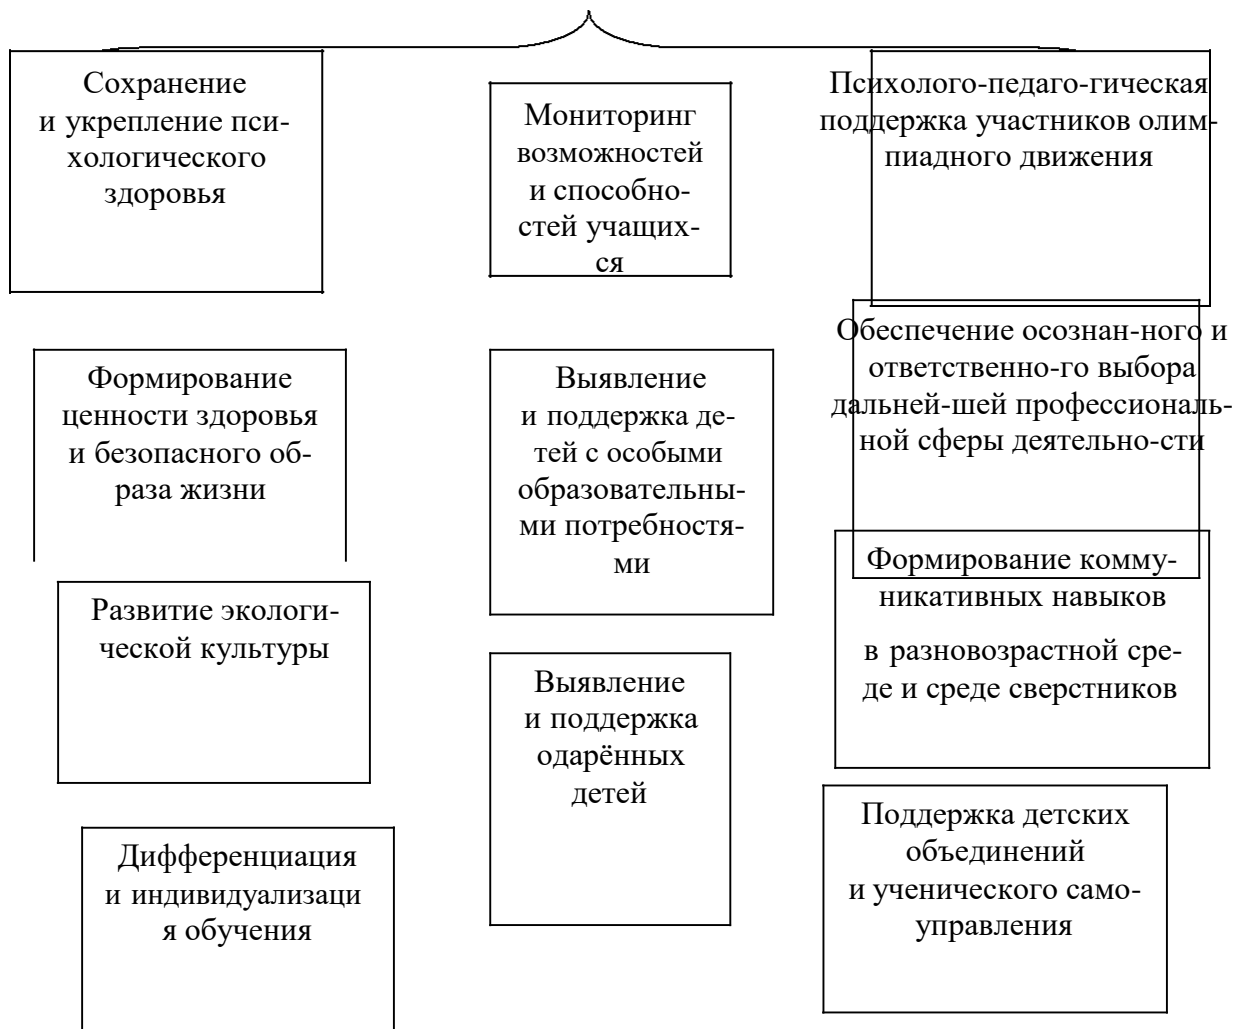 Сохранение
и укрепление пси-
хологического
здоровья
Мониторинг
возможностей
и способно-
стей учащих-
ся
Психолого-педаго-гическая
поддержка участников олим-
пиадного движения
Формирование
ценности здоровья
и безопасного об-
раза жизни
Выявление
и поддержка де-
тей с особыми
образовательны-
ми потребностя-
ми
Обеспечение осознан-ного и
ответственно-го выбора
дальней-шей профессиональ-
ной сферы деятельно-сти
Развитие экологи-
ческой культуры
Выявление
и поддержка
одарённых
детей
Формирование комму-
никативных навыков
в разновозрастной сре-
де и среде сверстников
Дифференциация
и индивидуализаци
я обучения
Поддержка детских
объединений
и ученического само-
управления